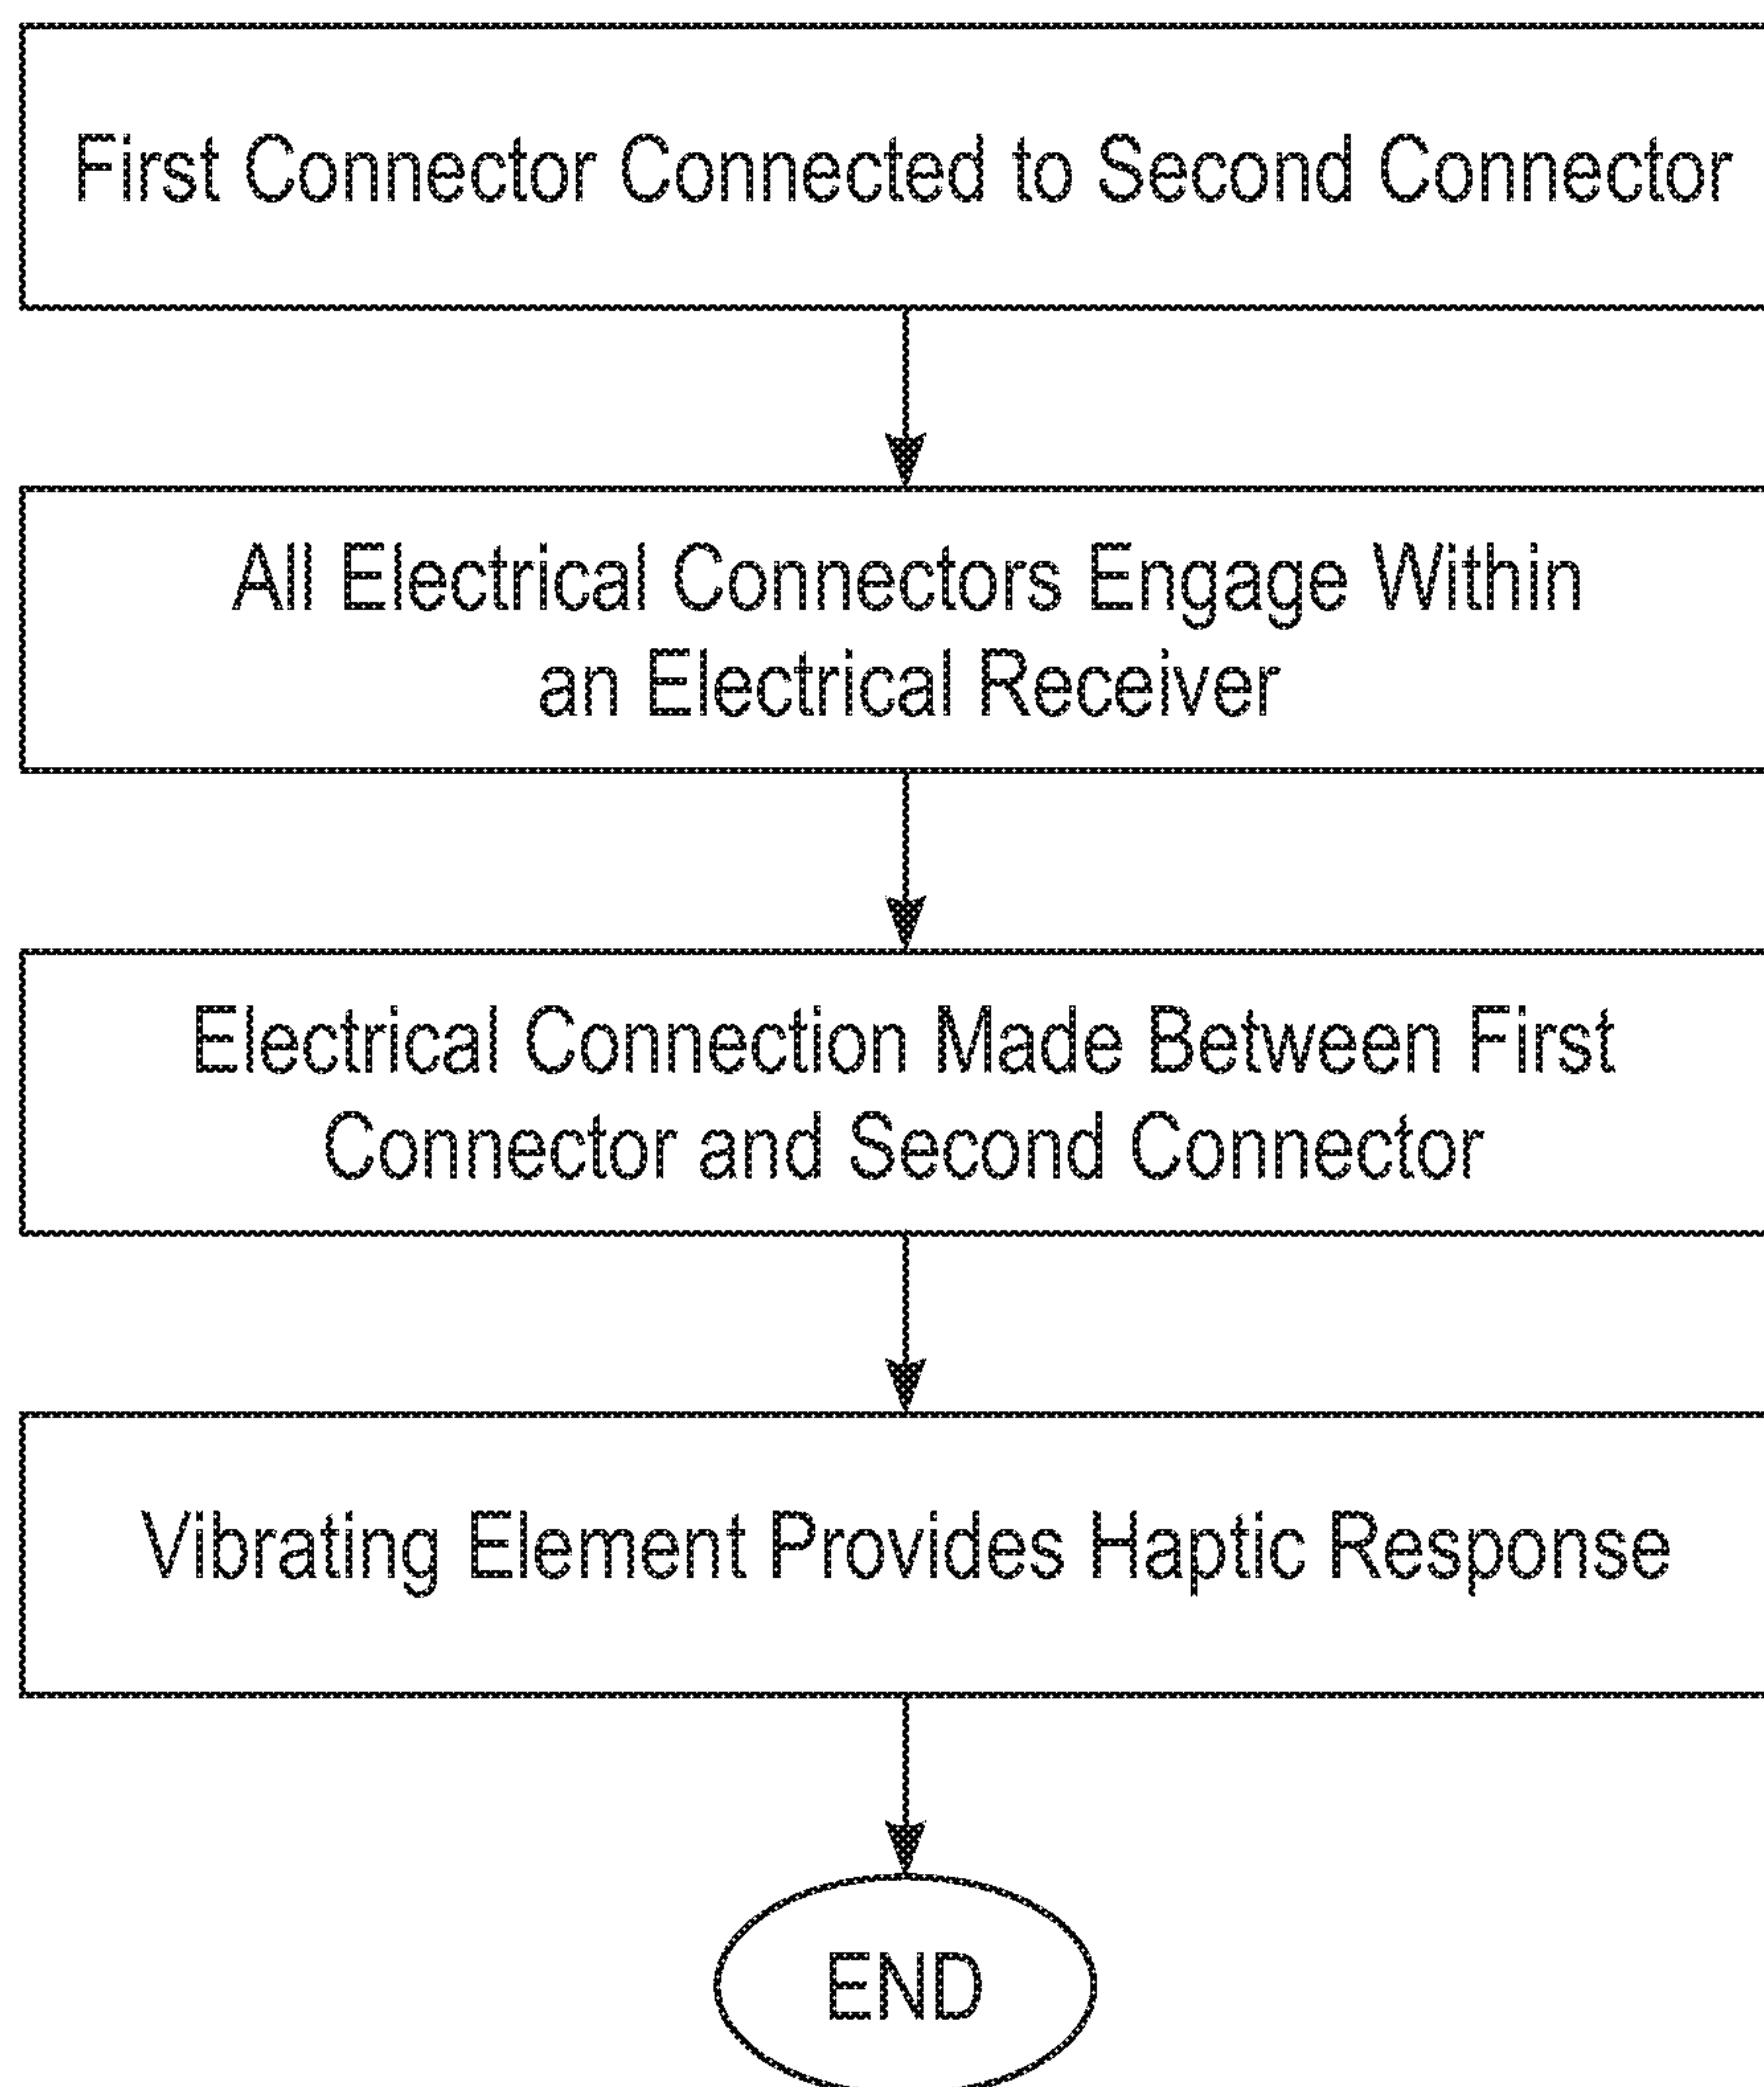 First Connector Connected to Second Connector
All Electrical Connectors Engage Within
an Electrical Receiver
Electrical Connection Made Between First
Connector and Second Connector
Vibrating Element Provides Haptic Response
END